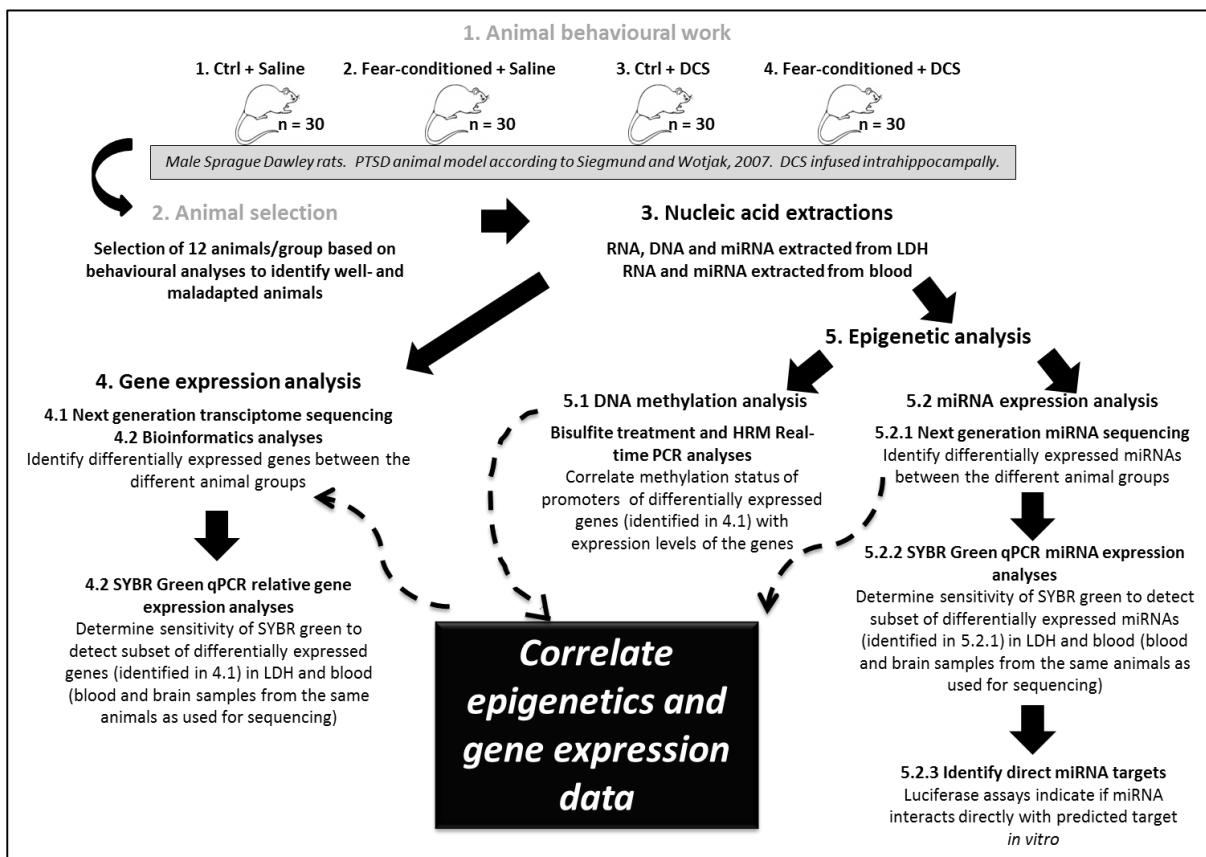 1. Animal behavioural work
1. Ctrl + Saline
2. Fear-conditioned + Saline
3. Ctrl + DCS
4. Fear-conditioned + DCS
n = 30
n = 30
n = 30
n = 30
Male Sprague Dawley rats. PTSD animal model according to Siegmund and Wotjak, 2007. DCS infused intrahippocampally.
2. Animal selection
Selection of 12 animals/group based on
behavioural analyses to identify well- and
maladapted animals
3. Nucleic acid extractions
RNA, DNA and miRNA extracted from LDH
RNA and miRNA extracted from blood
4. Gene expression analysis
4.1 Next generation transciptome sequencing
4.2 Bioinformatics analyses
Identify differentially expressed genes between the
different animal groups
4.2 SYBR Green qPCR relative gene
expression analyses
Determine sensitivity of SYBR green to
detect subset of differentially expressed
genes (identified in 4.1) in LDH and blood
(blood and brain samples from the same
animals as used for sequencing)
5. Epigenetic analysis
5.1 DNA methylation analysis
Bisulfite treatment and HRM Real-
time PCR analyses
Correlate methylation status of
promoters of differentially expressed
genes (identified in 4.1) with
expression levels of the genes
5.2 miRNA expression analysis
5.2.1 Next generation miRNA sequencing
Identify differentially expressed miRNAs
between the different animal groups
5.2.2 SYBR Green qPCR miRNA expression
analyses
Determine sensitivity of SYBR green to detect
subset of differentially expressed miRNAs
(identified in 5.2.1) in LDH and blood (blood
and brain samples from the same animals as
used for sequencing)
5.2.3 Identify direct miRNA targets
Luciferase assays indicate if miRNA
interacts directly with predicted target
in vitro
Correlate
epigenetics and
gene expression
data